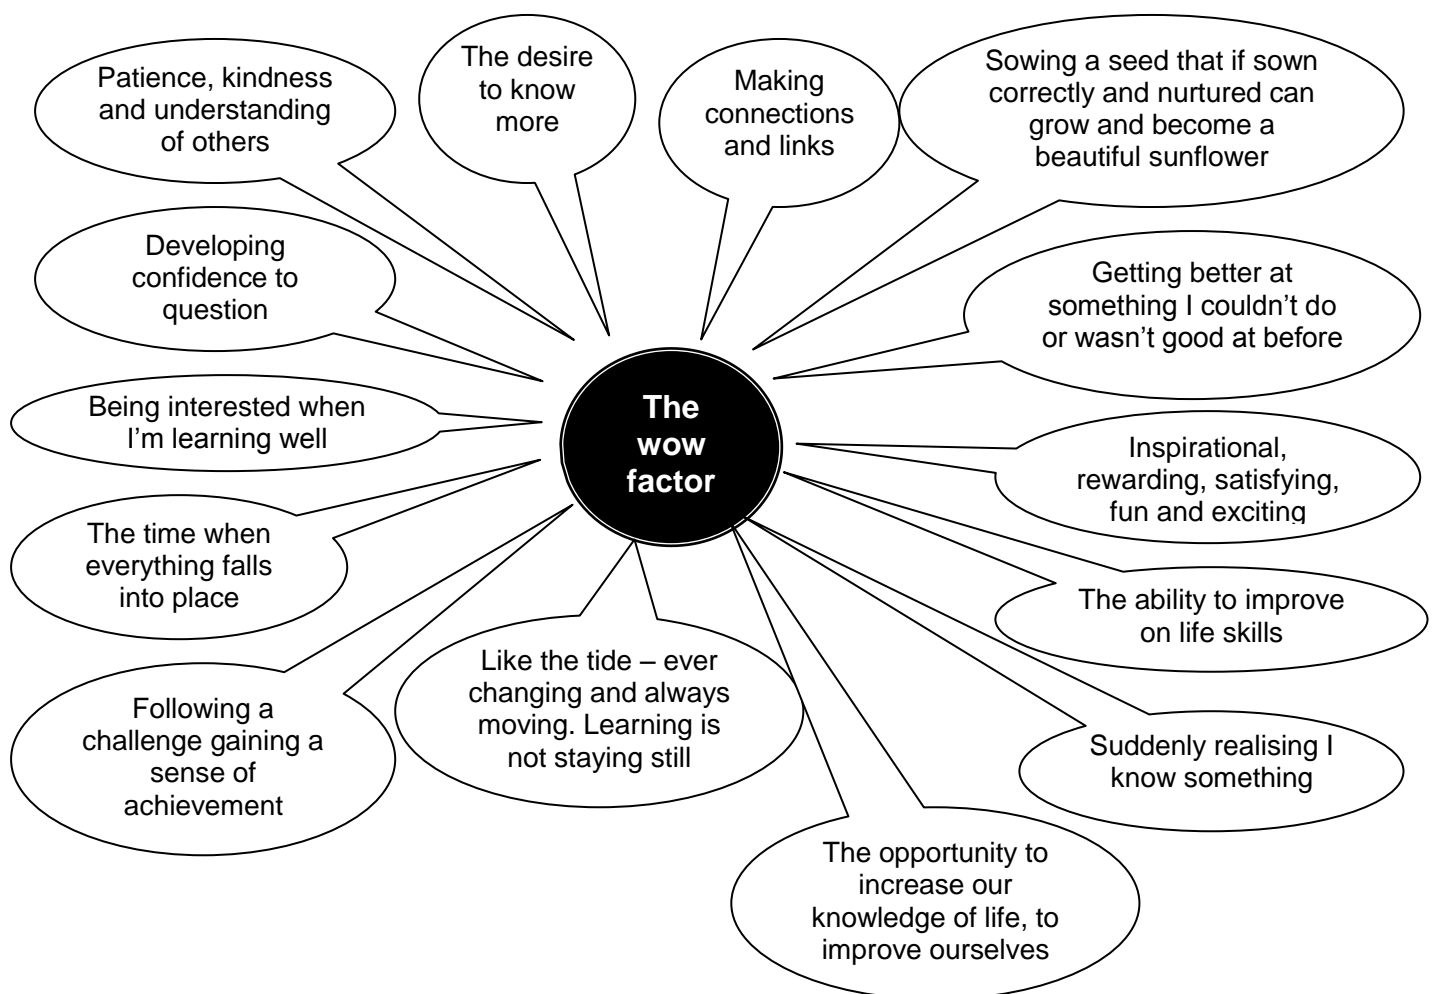 Patience, kindness
and understanding
of others
The desire
to know
more
Making
connections
and links
Sowing a seed that if sown
correctly and nurtured can
grow and become a
beautiful sunflower
Developing
confidence to
question
Getting better at
something I couldn't do
or wasn't good at before
Being interested when
I'm learning well
The
wow
factor
Inspirational,
rewarding, satisfying,
fun and exciting
The time when
everything falls
into place
The ability to improve
on life skills
Following a
challenge gaining a
sense of
achievement
Like the tide – ever
changing and always
moving. Learning is
not staying still
Suddenly realising I
know something
The opportunity to
increase our
knowledge of life, to
improve ourselves